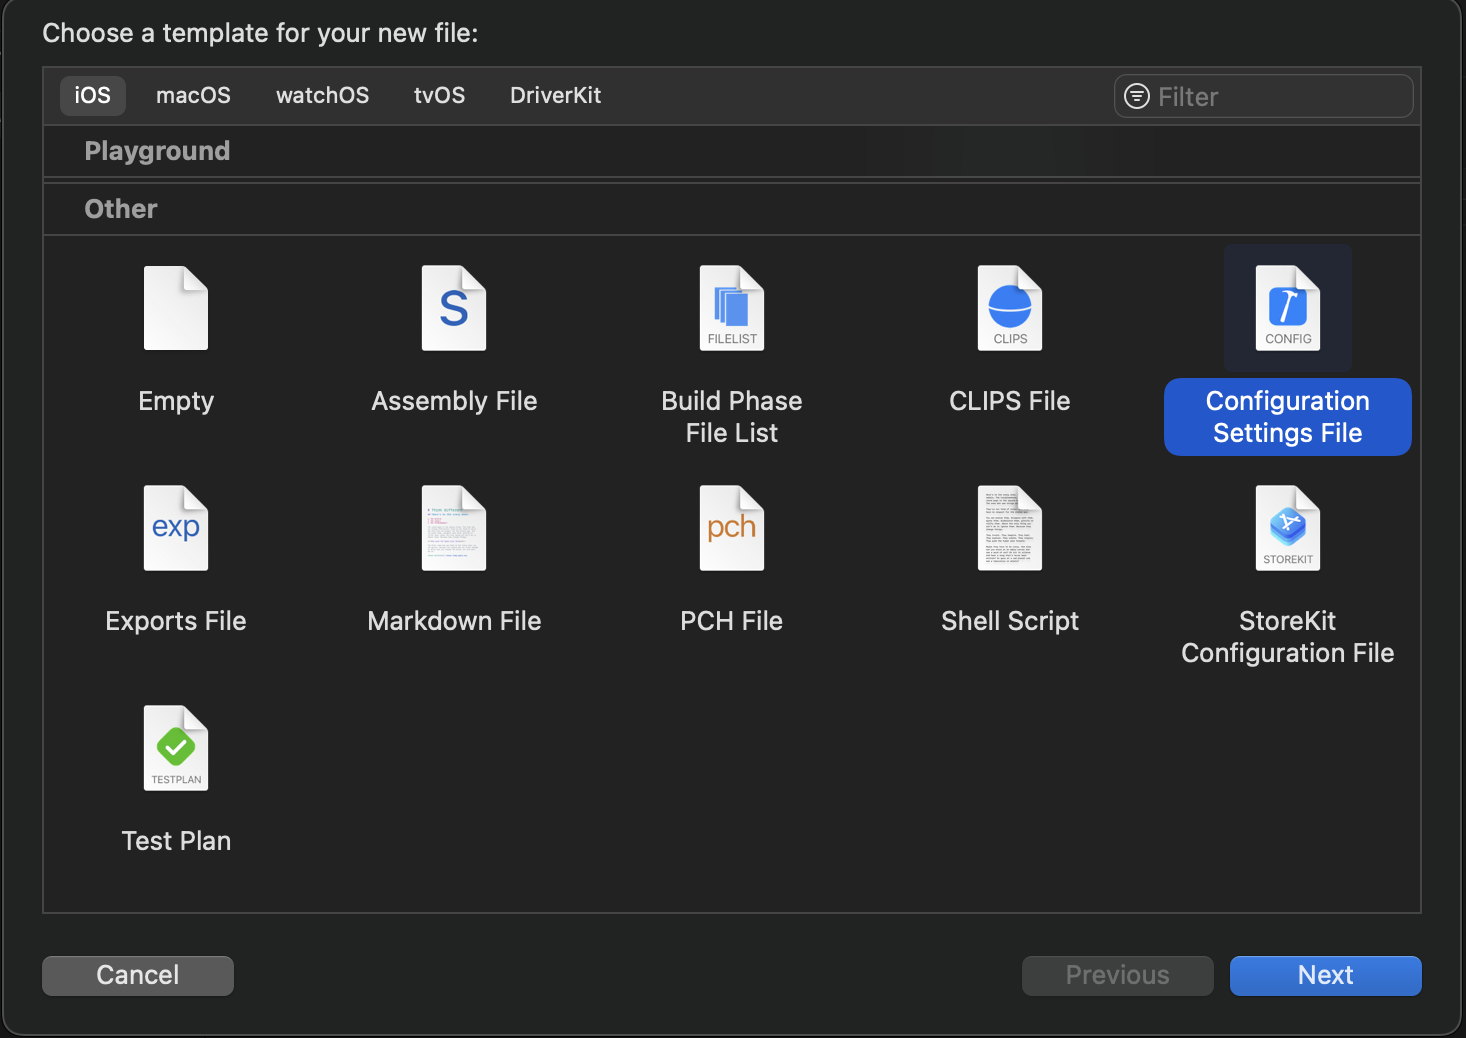 Choose a template for your new file:
iOS macOS watchOS tvOS DriverKit Filter
Playground
Other
S FILELIST CLIPS CONFIG
Empty Assembly File Build Phase File List CLIPS File Configuration Settings File
exp pch STOREKIT
Exports File Markdown File PCH File Shell Script StoreKit Configuration File
TESTPLAN
Test Plan
Cancel Previous Next